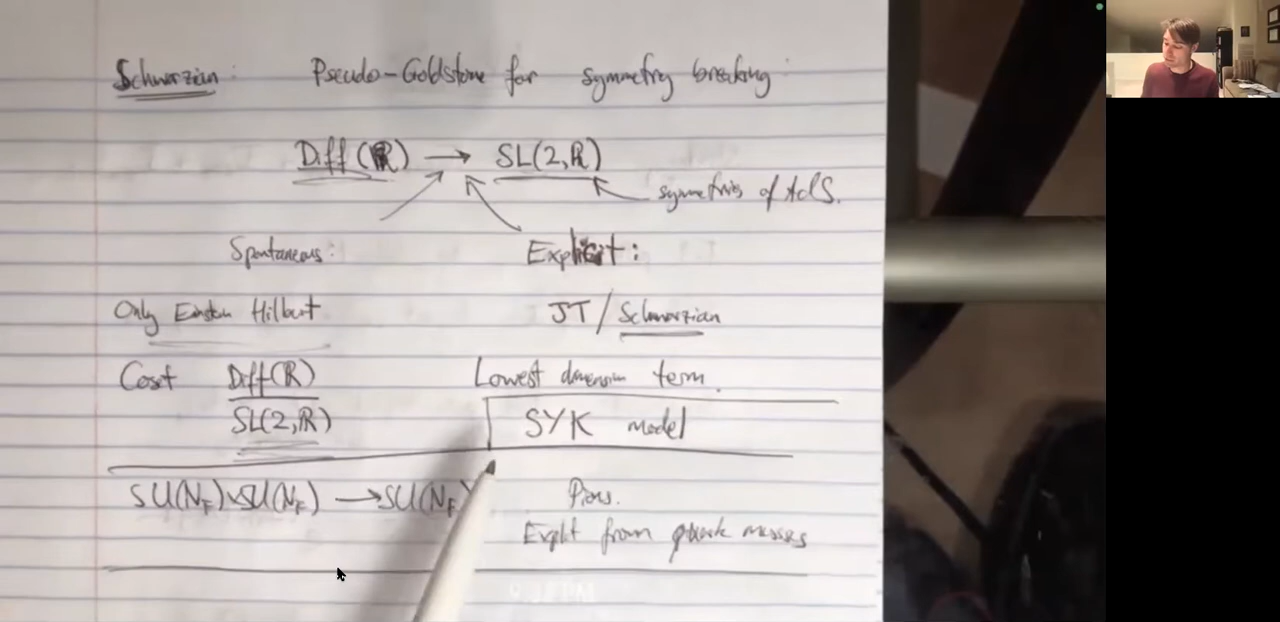 Schwarzian: Pseudo-Goldstone for symmetry breaking:
Diff(R) → SL(2,R)
symmetries of AdS.
Spontaneous: Explicit:
Only Einstein Hilbert JT / Schwarzian
Coset Diff(R) Lowest dimension term.
SL(2,R) SYK model
SU(N_F)×SU(N_F) → SU(N_F) Pions.
Explt from quark masses